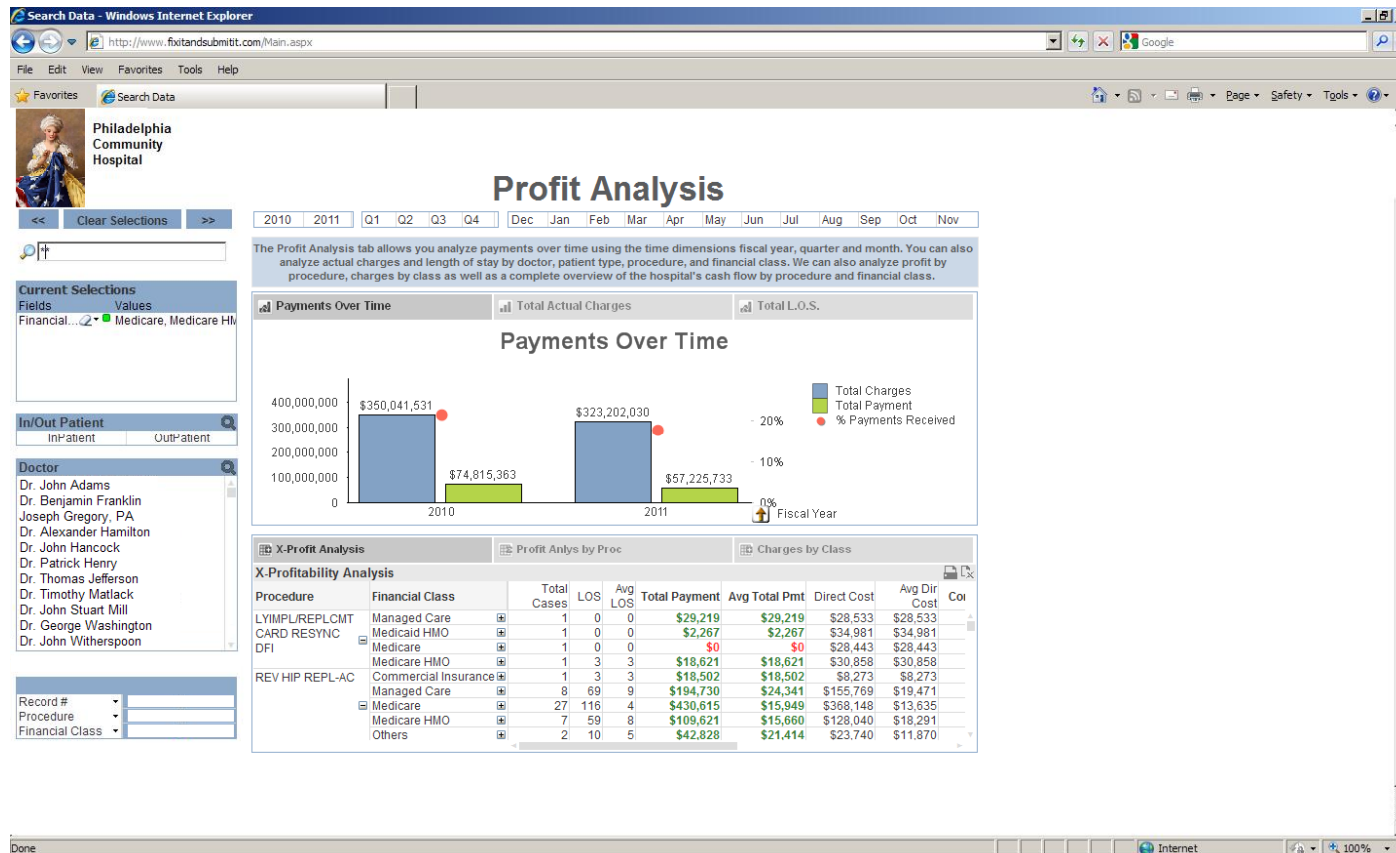 Search Data - Windows Internet Explorer
http://www.fixitandsubmitit.com/Main.aspx
Google
File Edit View Favorites Tools Help
Favorites Search Data Page Safety Tools
Philadelphia
Community
Hospital
Profit Analysis
<< Clear Selections >> 2010 2011 Q1 Q2 Q3 Q4 Dec Jan Feb Mar Apr May Jun Jul Aug Sep Oct Nov
**
The Profit Analysis tab allows you analyze payments over time using the time dimensions fiscal year, quarter and month. You can also
analyze actual charges and length of stay by doctor, patient type, procedure, and financial class. We can also analyze profit by
procedure, charges by class as well as a complete overview of the hospital's cash flow by procedure and financial class.
Current Selections
Fields Values
Financial... Medicare, Medicare HM
In/Out Patient
InPatient OutPatient
Doctor
Dr. John Adams
Dr. Benjamin Franklin
Joseph Gregory, PA
Dr. Alexander Hamilton
Dr. John Hancock
Dr. Patrick Henry
Dr. Thomas Jefferson
Dr. Timothy Matlack
Dr. John Stuart Mill
Dr. George Washington
Dr. John Witherspoon
Record #
Procedure
Financial Class
Payments Over Time Total Actual Charges Total L.O.S.
Payments Over Time
Total Charges
Total Payment
% Payments Received
400,000,000
300,000,000
200,000,000
100,000,000
0
$350,041,531
$74,815,363
$323,202,030
$57,225,733
20%
10%
0%
2010 2011
Fiscal Year
X-Profit Analysis Profit Anlys by Proc Charges by Class
X-Profitability Analysis
Procedure Financial Class Total Cases LOS Avg LOS Total Payment Avg Total Pmt Direct Cost Avg Dir Cost Co
LYIMPL/REPLCMT Managed Care 1 0 0 $29,219 $29,219 $28,533 $28,533
CARD RESYNC Medicaid HMO 1 0 0 $2,267 $2,267 $34,981 $34,981
DFI Medicare 1 0 0 $0 $0 $28,443 $28,443
Medicare HMO 1 3 3 $18,621 $18,621 $30,858 $30,858
REV HIP REPL-AC Commercial Insurance 1 3 3 $18,502 $18,502 $8,273 $8,273
Managed Care 8 69 9 $194,730 $24,341 $155,769 $19,471
Medicare 27 116 4 $430,615 $15,949 $368,148 $13,635
Medicare HMO 7 59 8 $109,621 $15,660 $128,040 $18,291
Others 2 10 5 $42,828 $21,414 $23,740 $11,870
Done Internet 100%